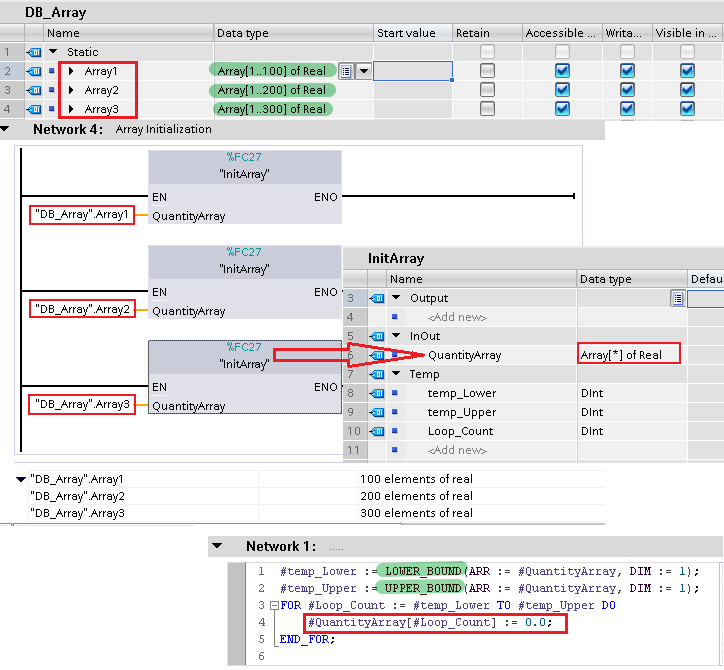 DB_Array
Name Data type Start value Retain Accessible ... Writa... Visible in ...
1 Static
2 Array1 Array[1..100] of Real
3 Array2 Array[1..200] of Real
4 Array3 Array[1..300] of Real
Network 4: Array Initialization
%FC27
"InitArray"
EN ENO
"DB_Array".Array1 QuantityArray
%FC27
"InitArray"
EN ENO
"DB_Array".Array2 QuantityArray
%FC27
"InitArray"
EN ENO
"DB_Array".Array3 QuantityArray
InitArray
Name Data type Defau
3 Output
4 <Add new>
5 InOut
6 QuantityArray Array[*] of Real
7 Temp
8 temp_Lower DInt
9 temp_Upper DInt
10 Loop_Count DInt
11 <Add new>
"DB_Array".Array1 100 elements of real
"DB_Array".Array2 200 elements of real
"DB_Array".Array3 300 elements of real
Network 1: .....
1 #temp_Lower := LOWER_BOUND(ARR := #QuantityArray, DIM := 1);
2 #temp_Upper := UPPER_BOUND(ARR := #QuantityArray, DIM := 1);
3 FOR #Loop_Count := #temp_Lower TO #temp_Upper DO
4 #QuantityArray[#Loop_Count] := 0.0;
5 END_FOR;
6